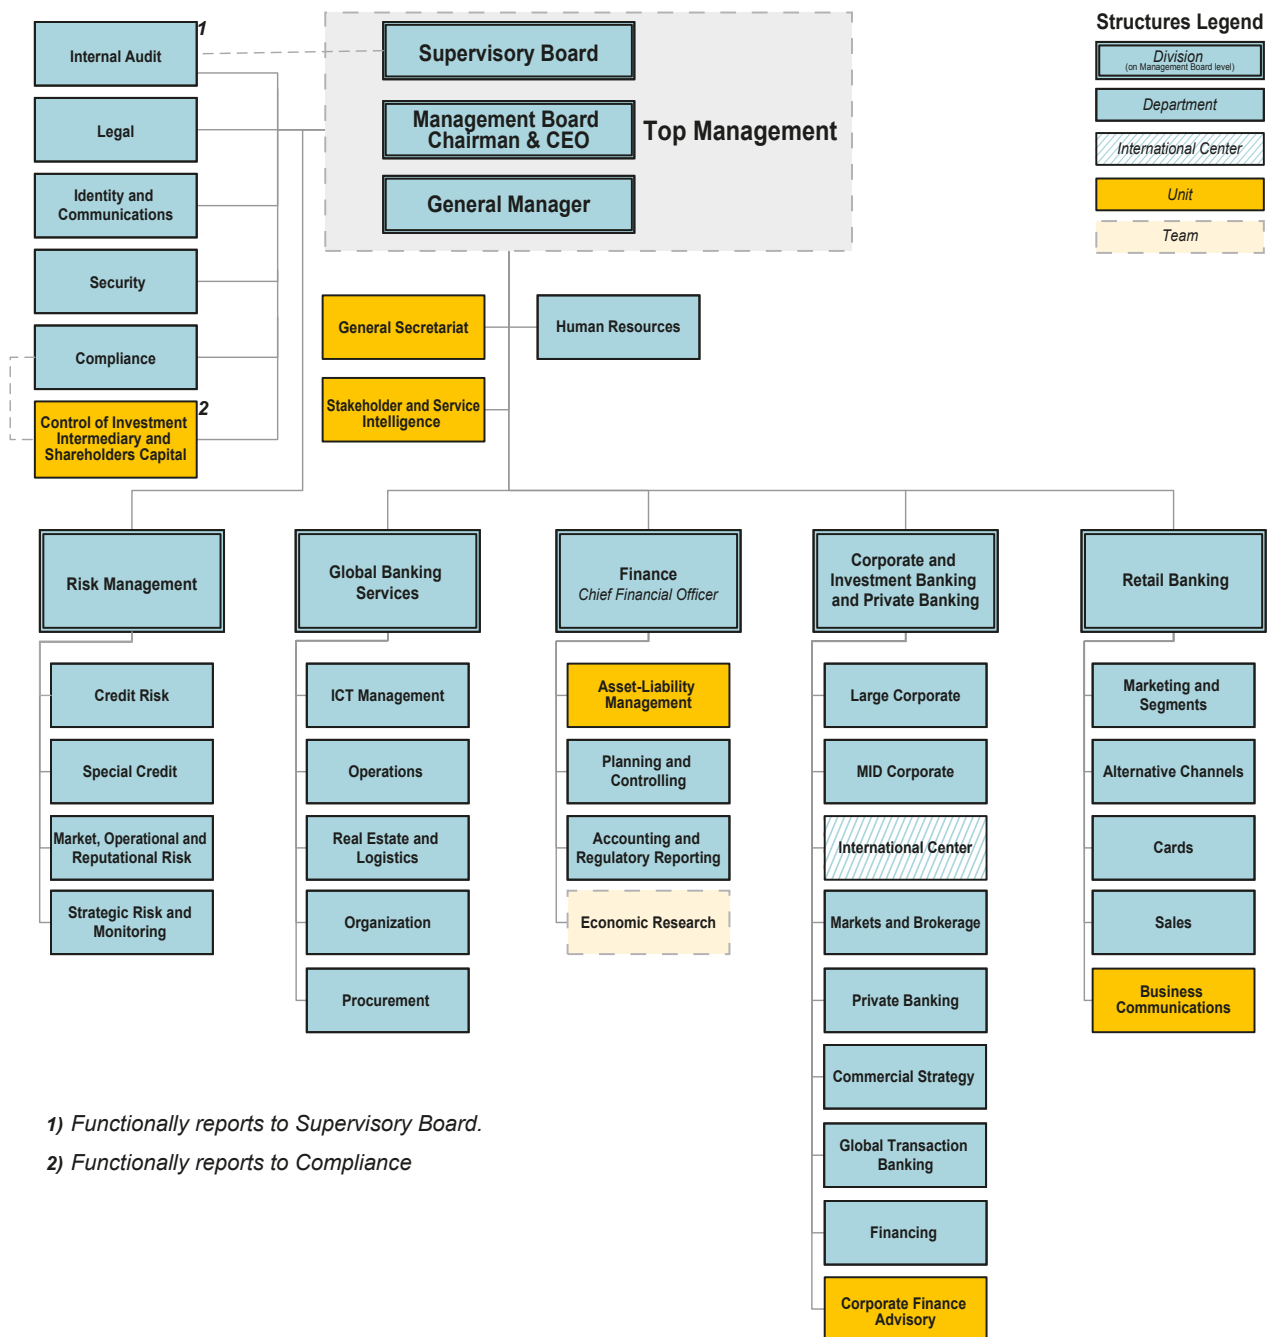 Structures Legend
Division
(on Management Board level)
Department
International Center
Unit
Team
Supervisory Board
Management Board
Chairman & CEO
General Manager
Top Management
1
Internal Audit
Legal
Identity and
Communications
Security
Compliance
2
Control of Investment
Intermediary and
Shareholders Capital
General Secretariat
Human Resources
Stakeholder and Service
Intelligence
Risk Management
Credit Risk
Special Credit
Market, Operational and
Reputational Risk
Strategic Risk and
Monitoring
Global Banking
Services
ICT Management
Operations
Real Estate and
Logistics
Organization
Procurement
Finance
Chief Financial Officer
Asset-Liability
Management
Planning and
Controlling
Accounting and
Regulatory Reporting
Economic Research
Corporate and
Investment Banking
and Private Banking
Large Corporate
MID Corporate
International Center
Markets and Brokerage
Private Banking
Commercial Strategy
Global Transaction
Banking
Financing
Corporate Finance
Advisory
Retail Banking
Marketing and
Segments
Alternative Channels
Cards
Sales
Business
Communications
1) Functionally reports to Supervisory Board.
2) Functionally reports to Compliance